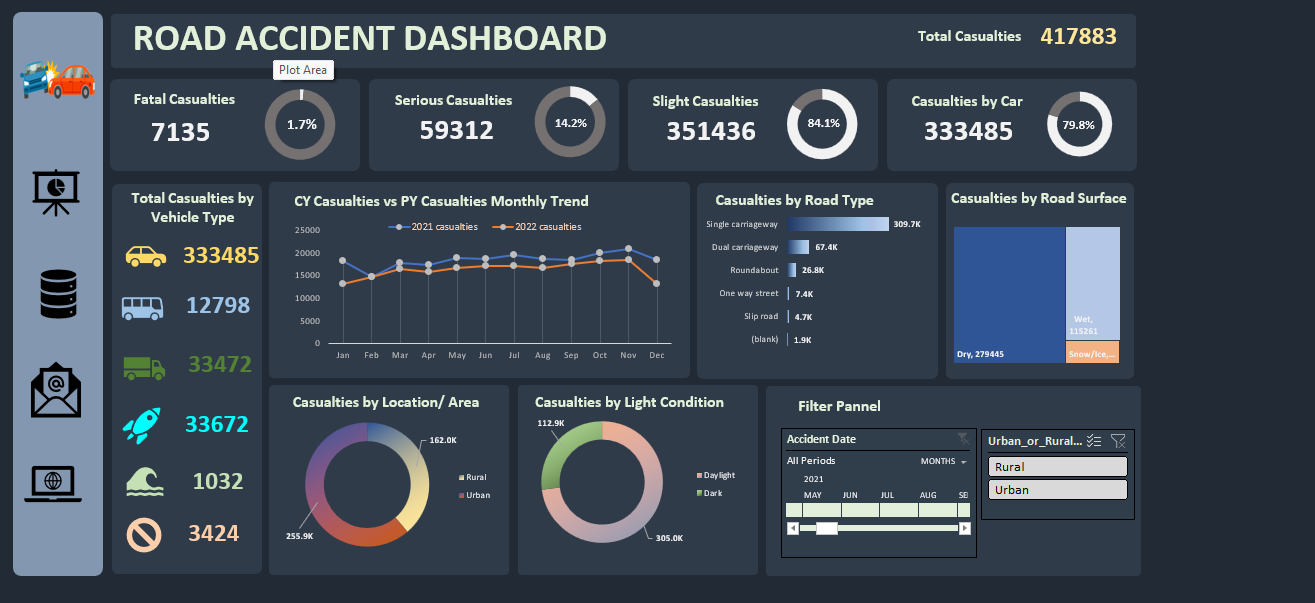 ROAD ACCIDENT DASHBOARD
Total Casualties 417883
Plot Area
Fatal Casualties
7135
1.7%
Serious Casualties
59312
14.2%
Slight Casualties
351436
84.1%
Casualties by Car
333485
79.8%
Total Casualties by
Vehicle Type
333485
12798
33472
33672
1032
3424
CY Casualties vs PY Casualties Monthly Trend
2021 casualties 2022 casualties
25000
20000
15000
10000
5000
0
Jan Feb Mar Apr May Jun Jul Aug Sep Oct Nov Dec
Casualties by Road Type
Single carriageway 309.7K
Dual carriageway 67.4K
Roundabout 26.8K
One way street 7.4K
Slip road 4.7K
(blank) 1.9K
Casualties by Road Surface
Wet,
115261
Dry, 279445
Snow/ice,...
Casualties by Location/ Area
162.0K
Rural
Urban
255.9K
Casualties by Light Condition
112.9K
Daylight
Dark
305.0K
Filter Pannel
Accident Date
All Periods MONTHS
2021
MAY JUN JUL AUG SE
Urban_or_Rural...
Rural
Urban
@